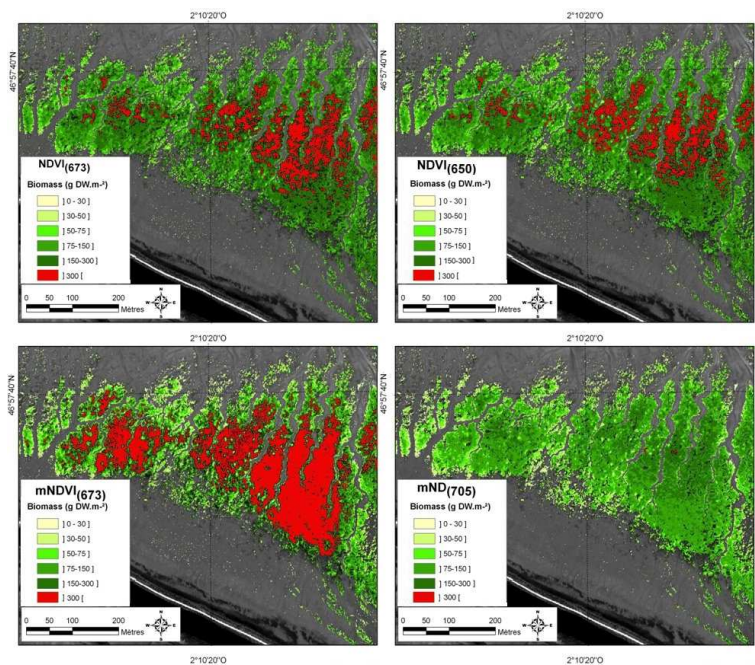 2°10'20"O
2°10'20"O
46°57'40"N
46°57'40"N
NDVI(673)
Biomass (g DW.m-²)
] 0 - 30 ]
] 30-50 ]
] 50-75 ]
] 75-150 ]
] 150-300 ]
] 300 [
0 50 100 200
Mètres
N
W E
S
NDVI(650)
Biomass (g DW.m-²)
] 0 - 30 ]
] 30-50 ]
] 50-75 ]
] 75-150 ]
] 150-300 ]
] 300 [
0 50 100 200
Mètres
N
W E
S
2°10'20"O
2°10'20"O
46°57'40"N
46°57'40"N
mNDVI(673)
Biomass (g DW.m-²)
] 0 - 30 ]
] 30-50 ]
] 50-75 ]
] 75-150 ]
] 150-300 ]
] 300 [
0 50 100 200
Mètres
N
W E
S
mND(705)
Biomass (g DW.m-²)
] 0 - 30 ]
] 30-50 ]
] 50-75 ]
] 75-150 ]
] 150-300 ]
] 300 [
0 50 100 200
Mètres
N
W E
S
2°10'20"O
2°10'20"O